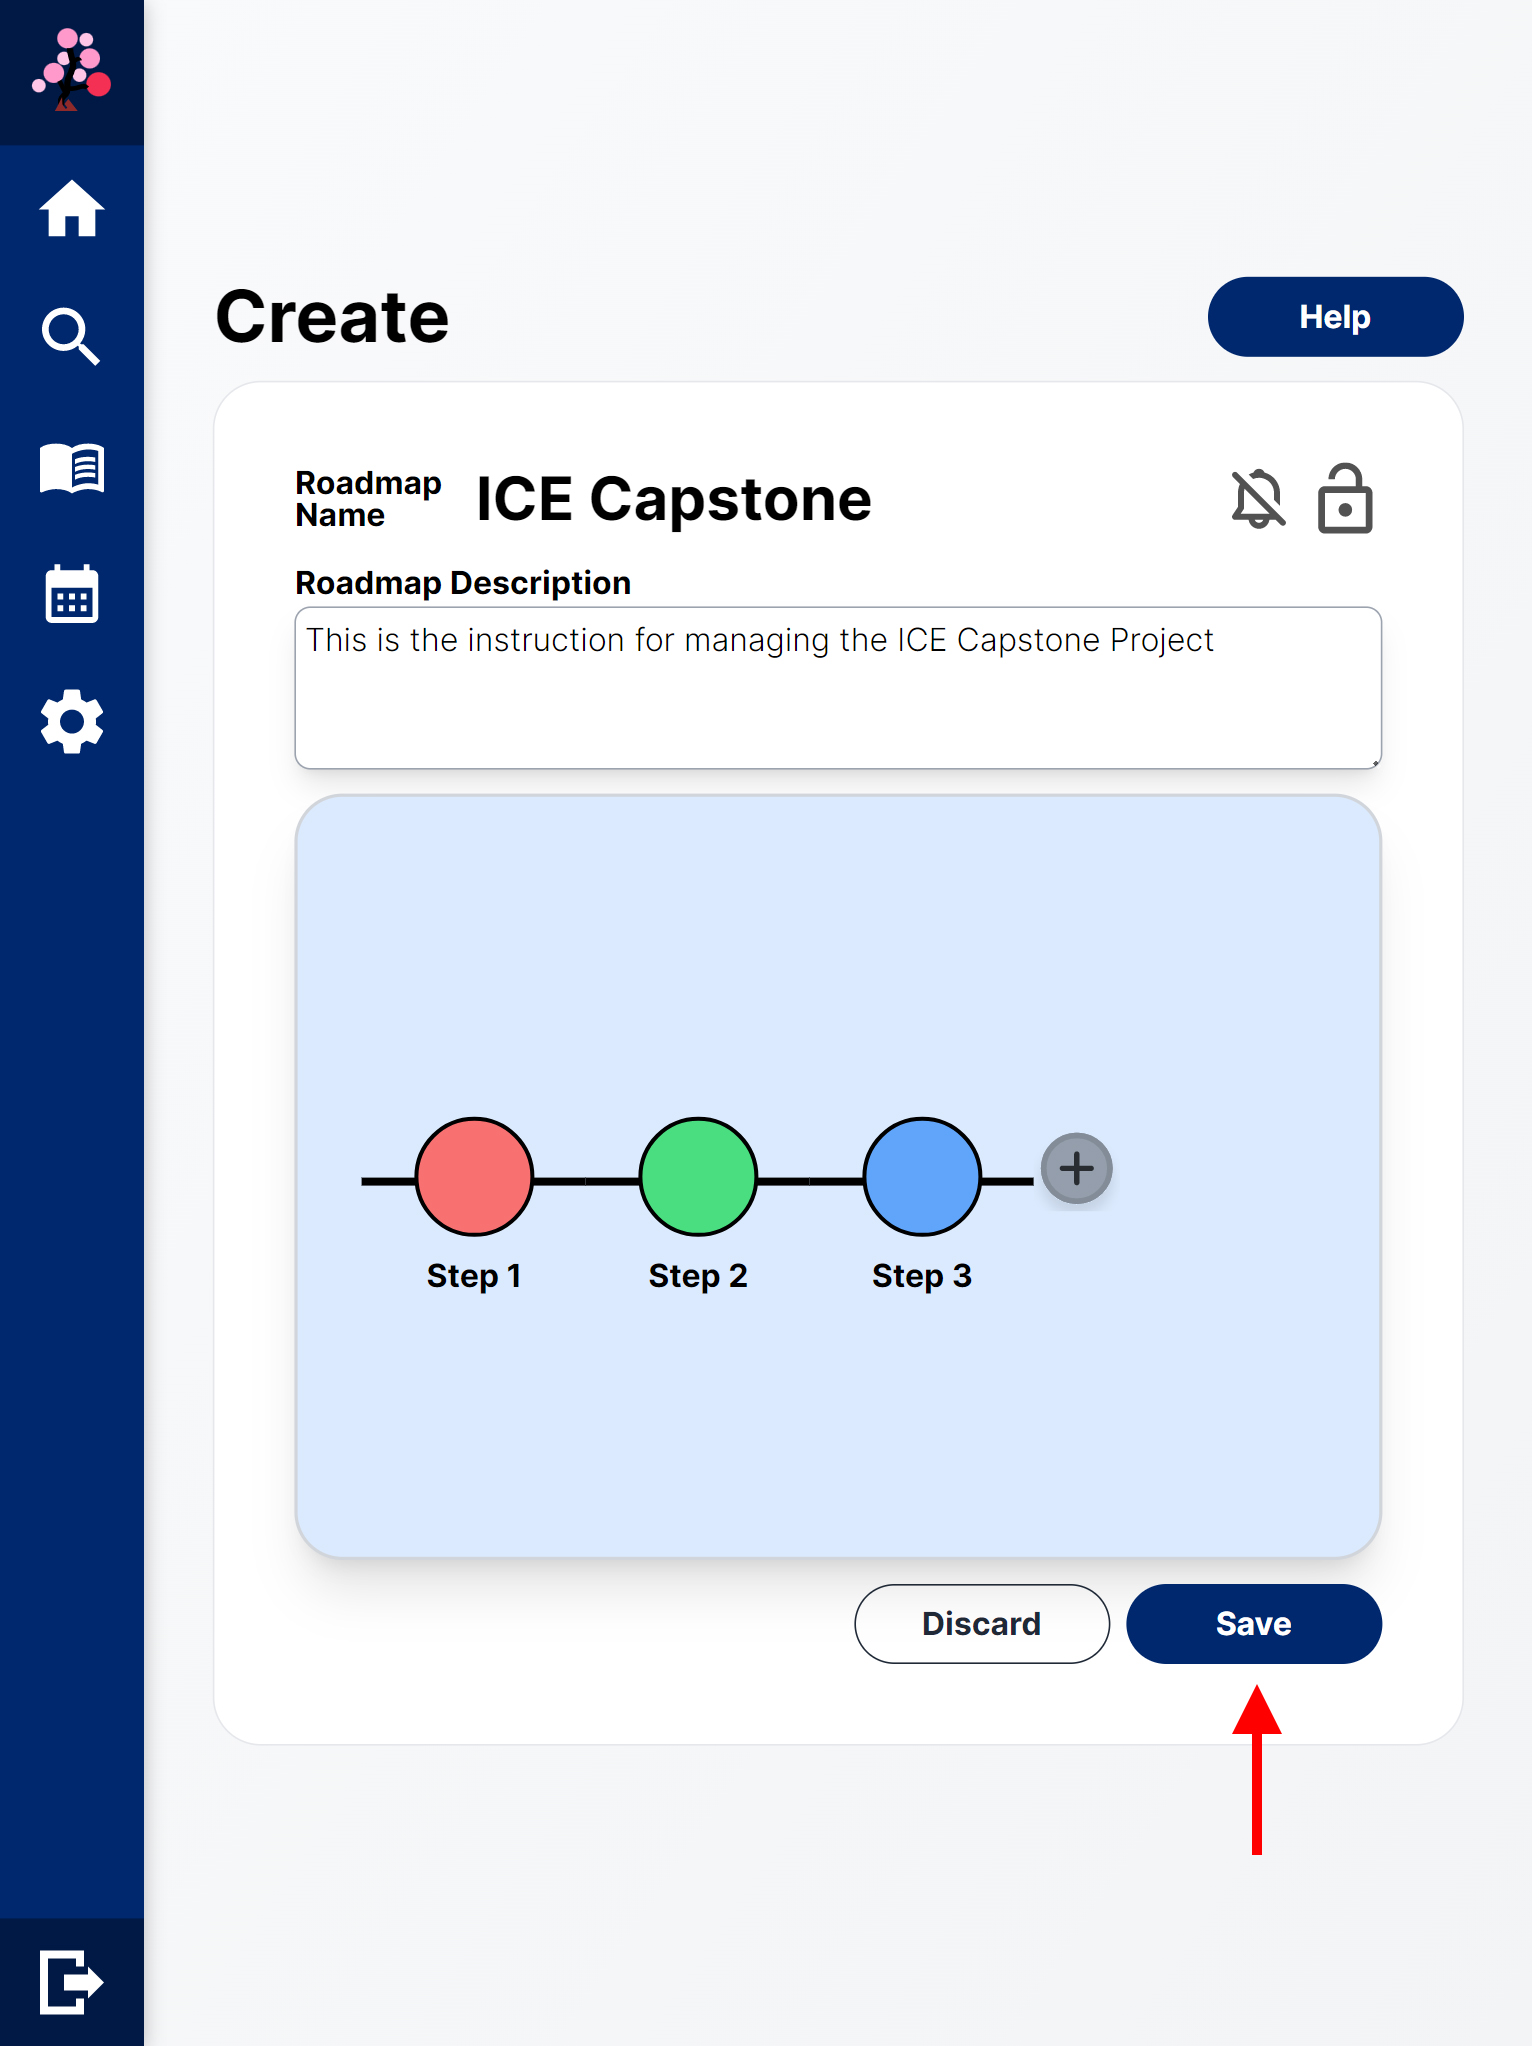 Create
Help
Roadmap
Name
ICE Capstone
Roadmap Description
This is the instruction for managing the ICE Capstone Project
Step 1
Step 2
Step 3
Discard
Save